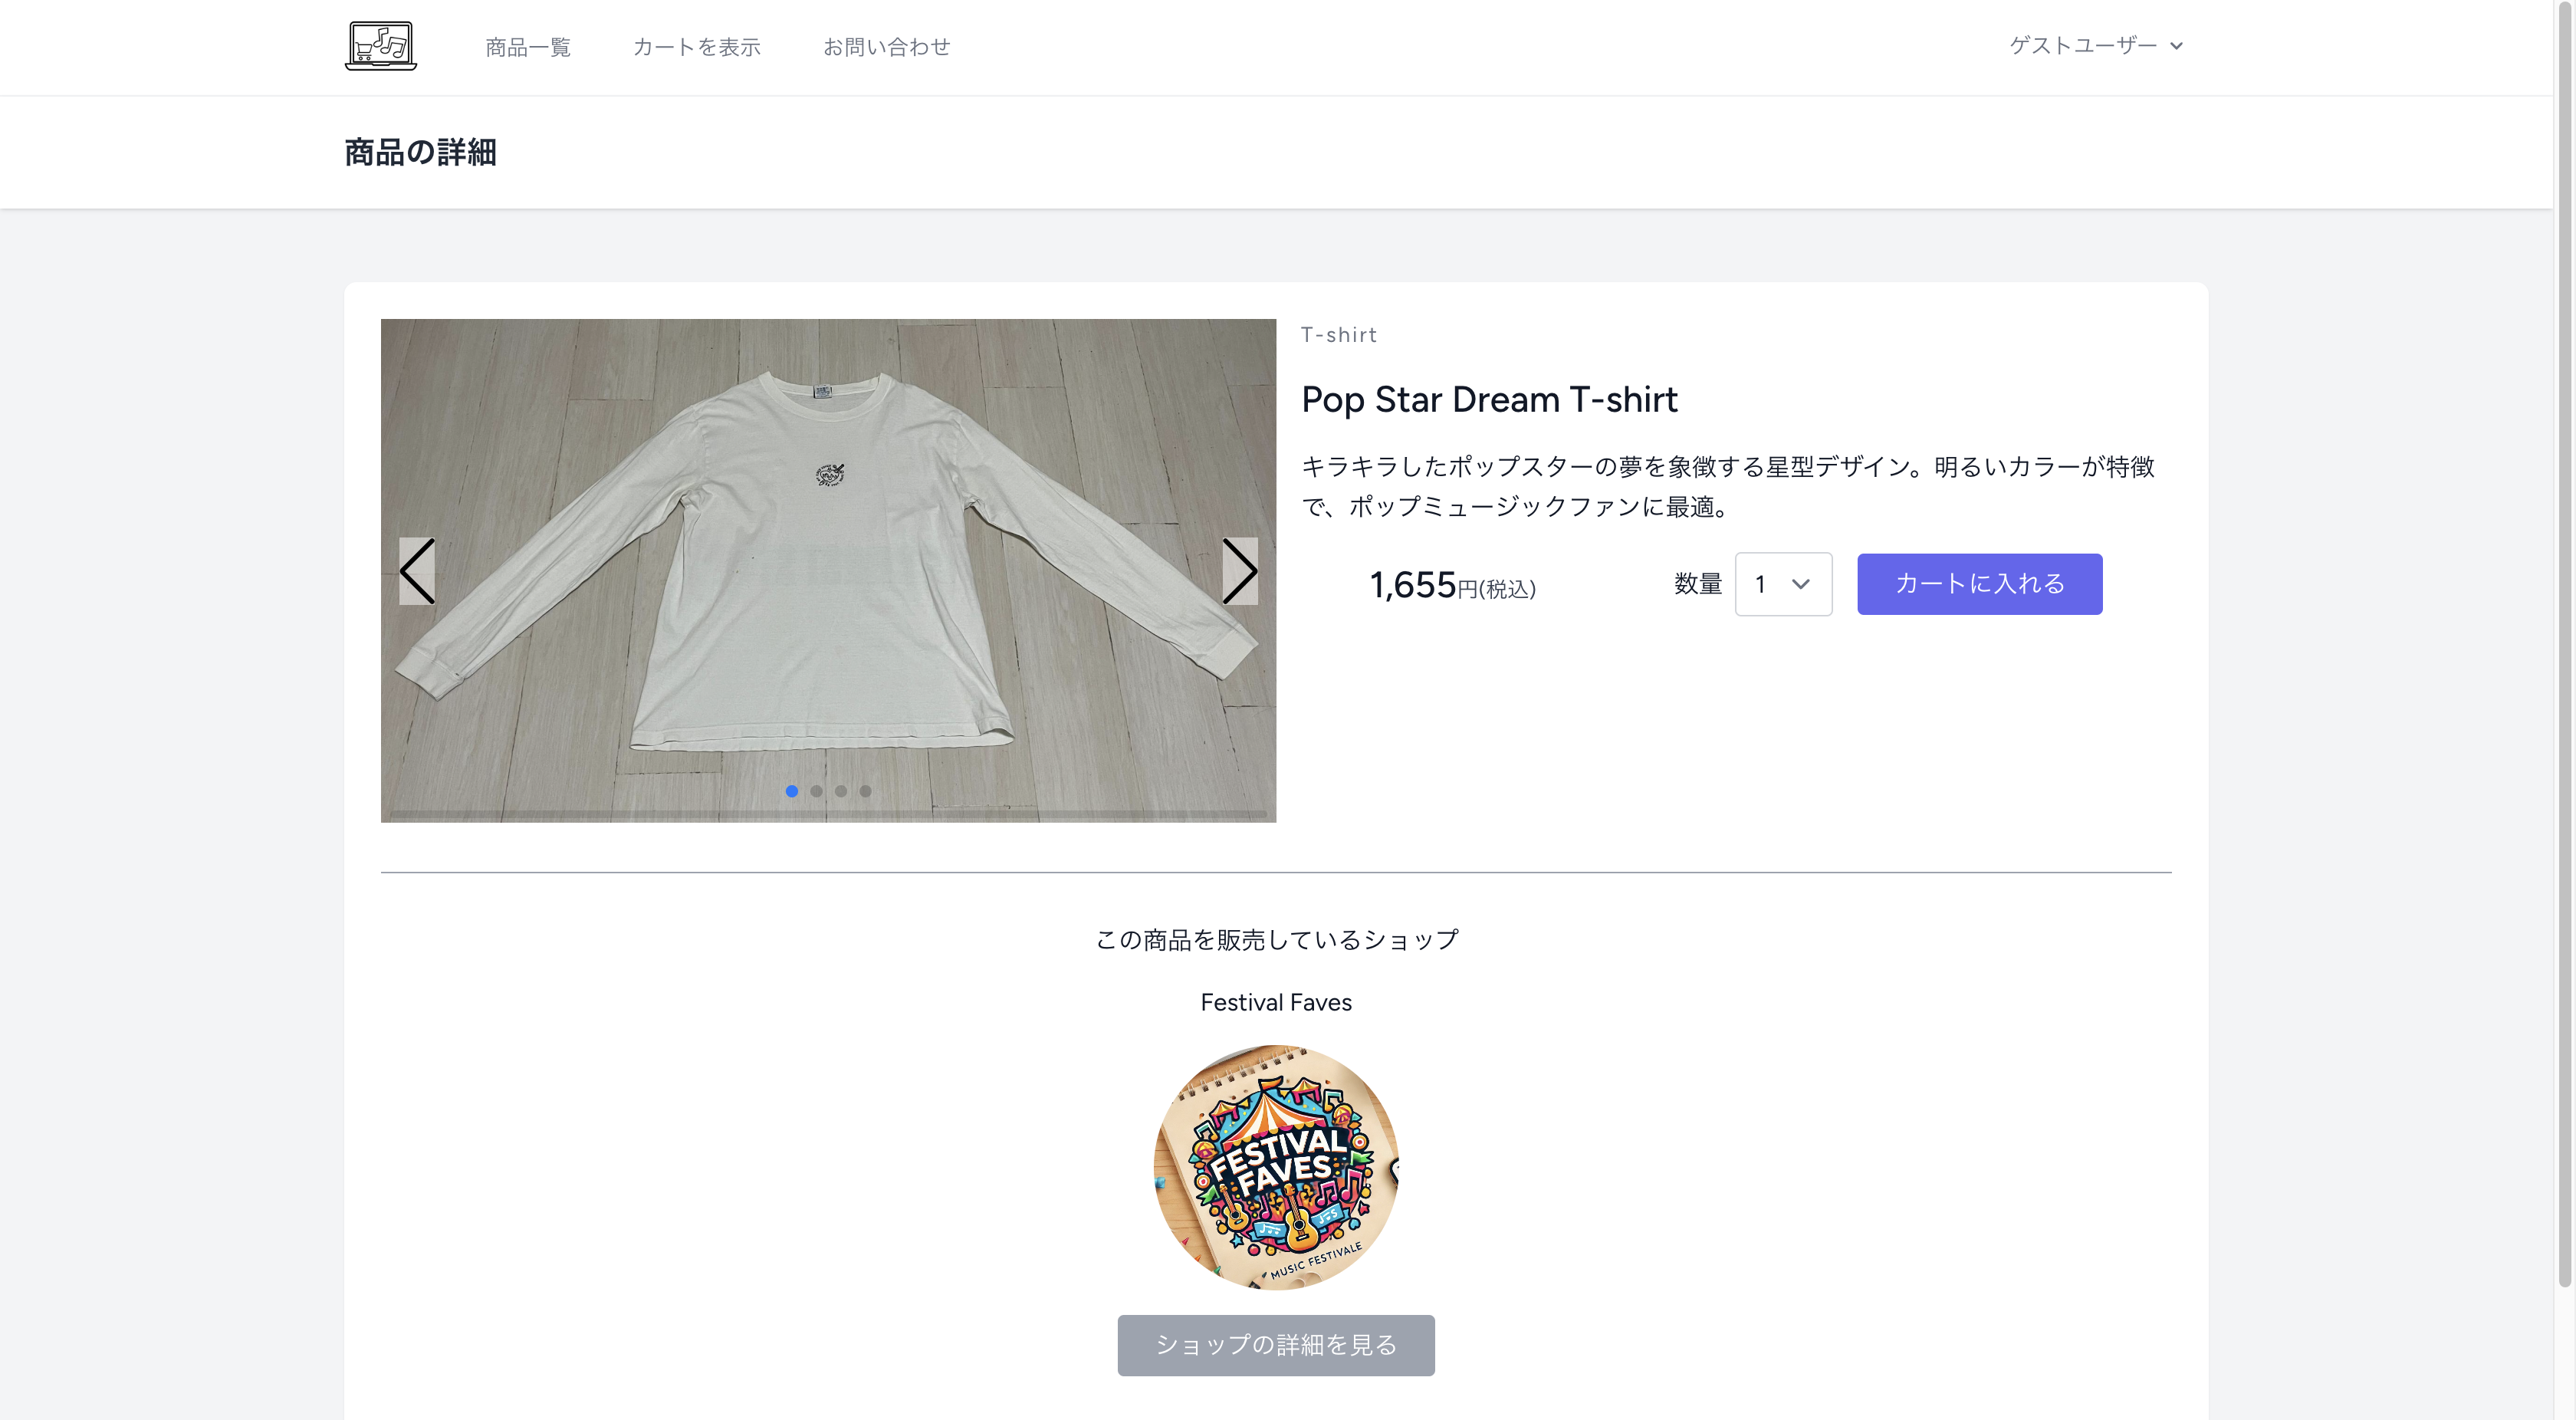 商品一覧
カートを表示
お問い合わせ
ゲストユーザー
商品の詳細
T-shirt
Pop Star Dream T-shirt
キラキラしたポップスターの夢を象徴する星型デザイン。明るいカラーが特徴
で、ポップミュージックファンに最適。
1,655円(税込)
数量
1
カートに入れる
この商品を販売しているショップ
Festival Faves
FESTIVAL
FAVES
MUSIC FESTIVALE
ショップの詳細を見る